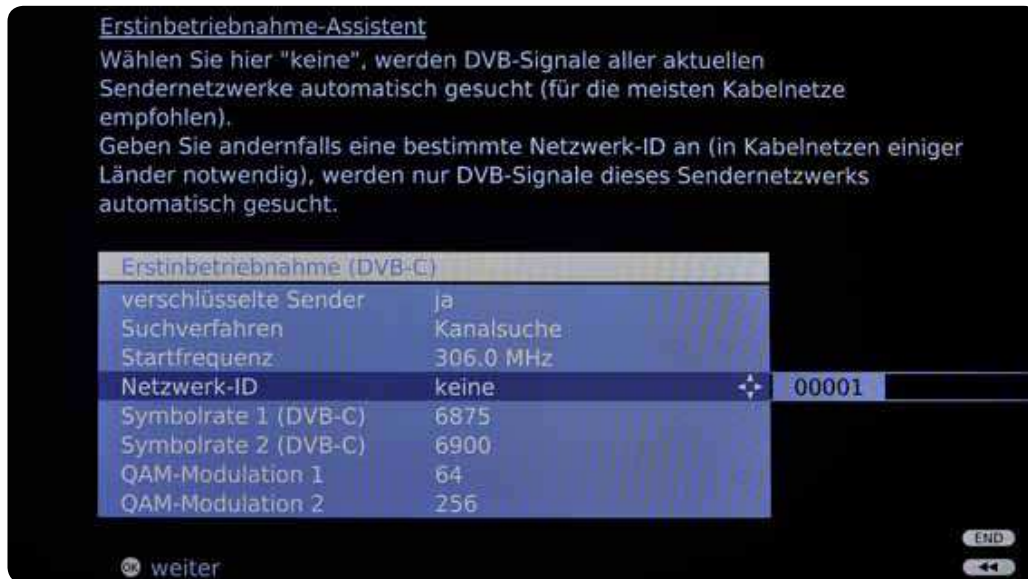 Erstinbetriebnahme-Assistent
Wählen Sie hier "keine", werden DVB-Signale aller aktuellen
Sendernetzwerke automatisch gesucht (für die meisten Kabelnetze
empfohlen).
Geben Sie andernfalls eine bestimmte Netzwerk-ID an (in Kabelnetzen einiger
Länder notwendig), werden nur DVB-Signale dieses Sendernetzwerks
automatisch gesucht.
Erstinbetriebnahme (DVB-C)
verschlüsselte Sender ja
Suchverfahren Kanalsuche
Startfrequenz 306.0 MHz
Netzwerk-ID keine 00001
Symbolrate 1 (DVB-C) 6875
Symbolrate 2 (DVB-C) 6900
QAM-Modulation 1 64
QAM-Modulation 2 256
END
OK weiter